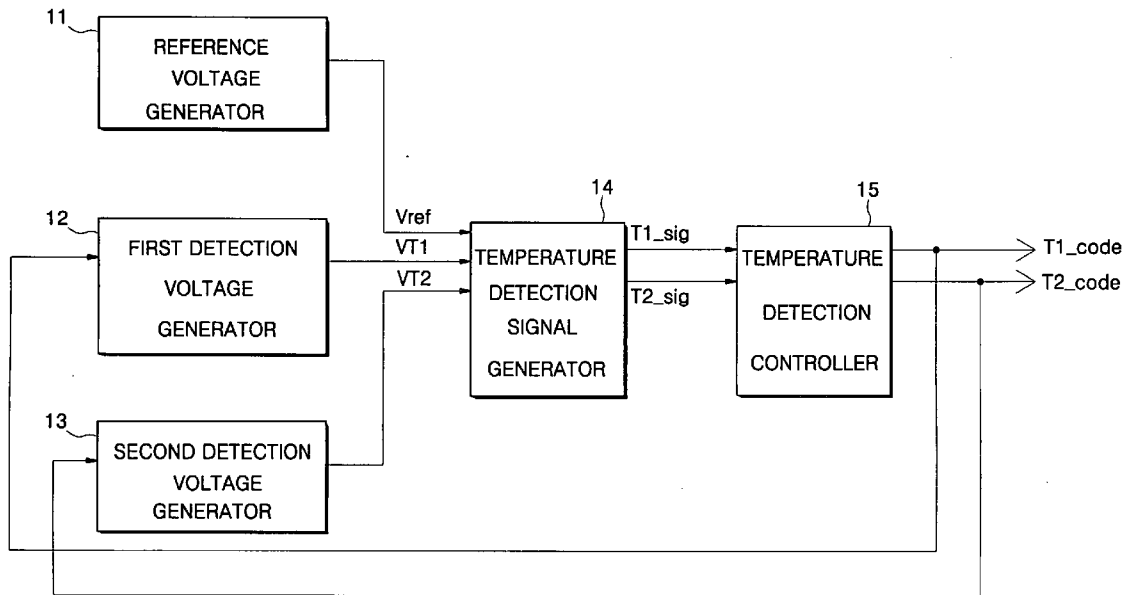 11
REFERENCE
VOLTAGE
GENERATOR
12
FIRST DETECTION
VOLTAGE
GENERATOR
13
SECOND DETECTION
VOLTAGE
GENERATOR
Vref
VT1
VT2
14
TEMPERATURE
DETECTION
SIGNAL
GENERATOR
T1_sig
T2_sig
15
TEMPERATURE
DETECTION
CONTROLLER
T1_code
T2_code